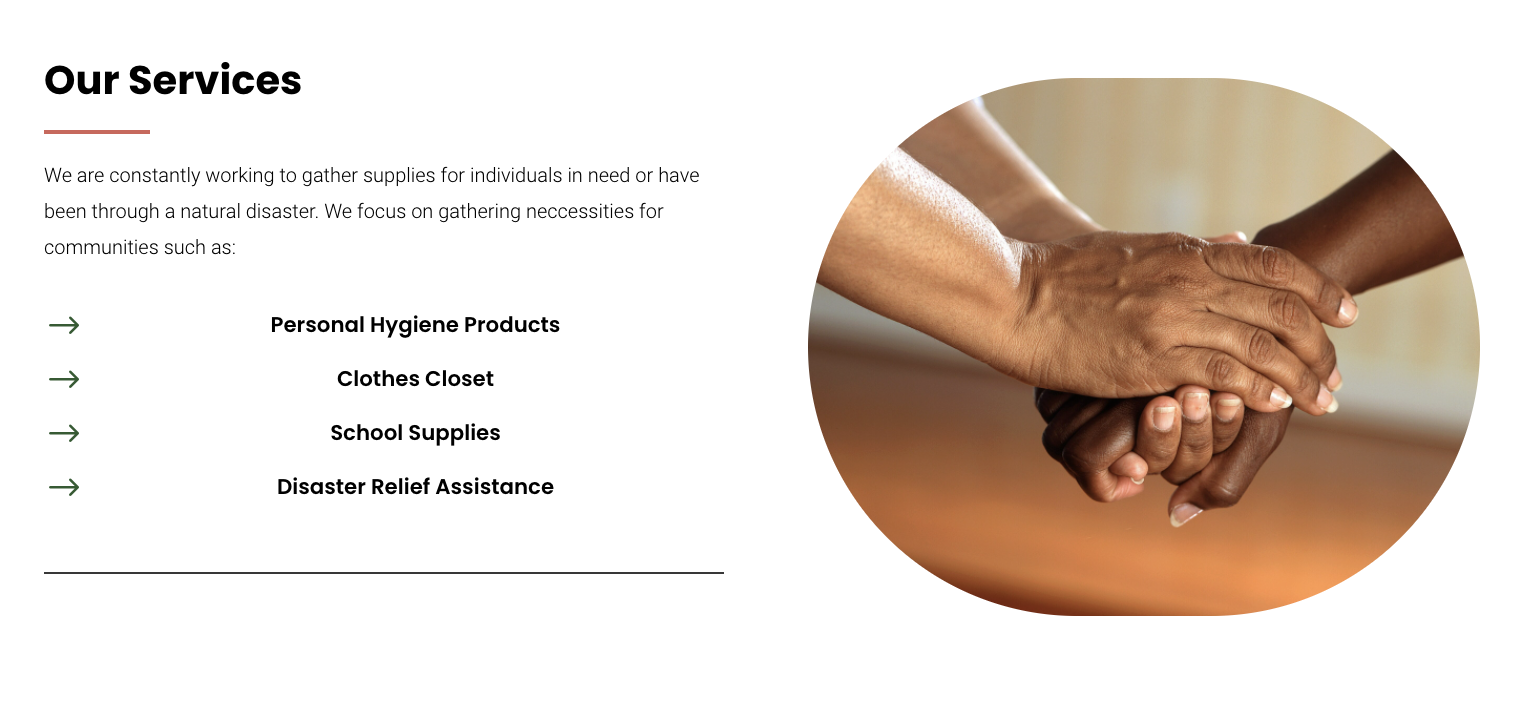 Our Services
We are constantly working to gather supplies for individuals in need or have
been through a natural disaster. We focus on gathering neccessities for
communities such as:
Personal Hygiene Products
Clothes Closet
School Supplies
Disaster Relief Assistance